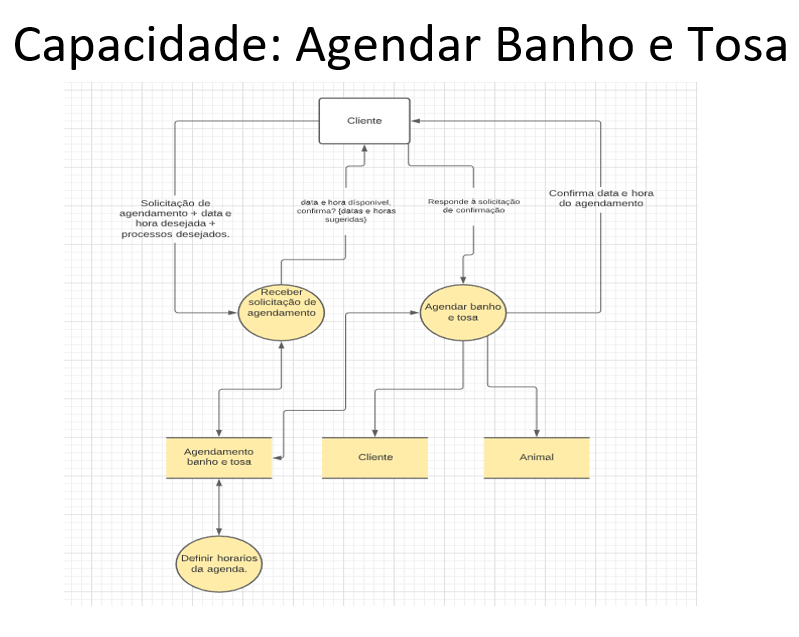 Capacidade: Agendar Banho e Tosa
Cliente
Solicitação de
agendamento + data e
hora desejada +
processos desejados.
data e hora disponivel,
confirma? {datas e horas
sugeridas}
Responde à solicitação
de confirmação
Confirma data e hora
do agendamento
Receber
solicitação de
agendamento
Agendar banho
e tosa
Agendamento
banho e tosa
Cliente
Animal
Definir horarios
da agenda.